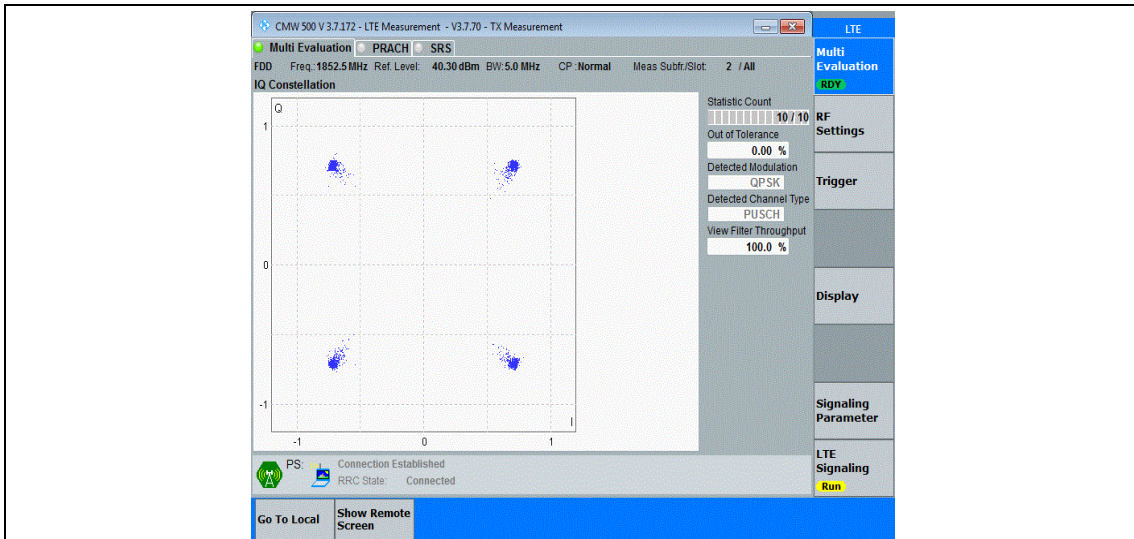 CMW 500 V 3.7.172 - LTE Measurement - V3.7.70 - TX Measurement
LTE
Multi Evaluation PRACH SRS
Multi
Evaluation
RDY
FDD Freq.:1852.5 MHz Ref. Level: 40.30 dBm BW:5.0 MHz CP :Normal Meas Subfr./Slot: 2 / All
IQ Constellation
Q
1
0
-1
-1
0
1
I
Statistic Count
10 / 10
Out of Tolerance
0.00 %
Detected Modulation
QPSK
Detected Channel Type
PUSCH
View Filter Throughput
100.0 %
RF
Settings
Trigger
Display
Signaling
Parameter
LTE
Signaling
Run
PS: Connection Established
RRC State: Connected
Go To Local
Show Remote
Screen